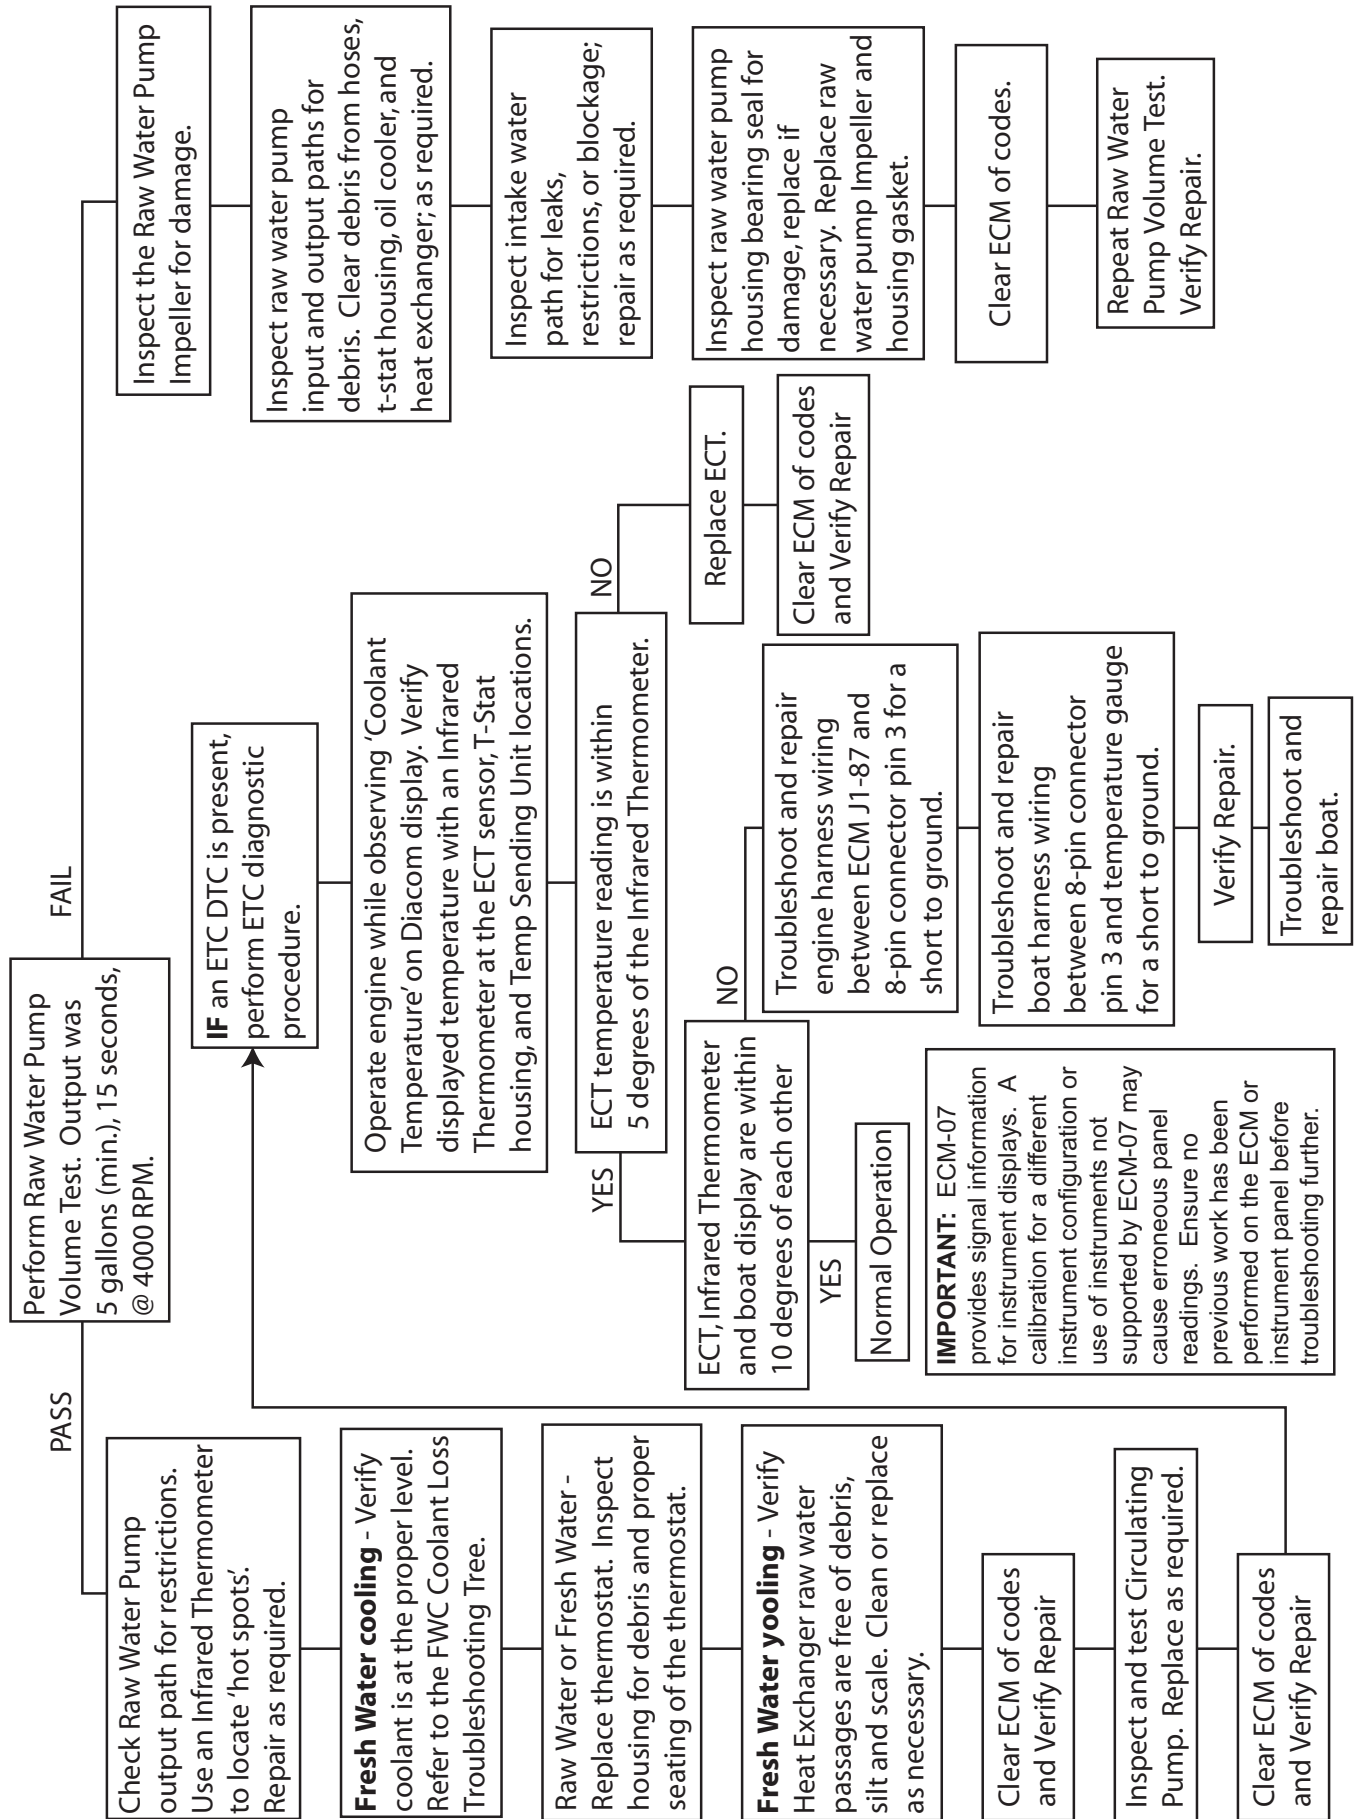 Perform Raw Water Pump
Volume Test. Output was
5 gallons (min.), 15 seconds,
@ 4000 RPM.
PASS
FAIL
Check Raw Water Pump
output path for restrictions.
Use an Infrared Thermometer
to locate ‘hot spots’.
Repair as required.
Fresh Water cooling - Verify
coolant is at the proper level.
Refer to the FWC Coolant Loss
Troubleshooting Tree.
Raw Water or Fresh Water -
Replace thermostat. Inspect
housing for debris and proper
seating of the thermostat.
Fresh Water yooling - Verify
Heat Exchanger raw water
passages are free of debris,
silt and scale. Clean or replace
as necessary.
Clear ECM of codes
and Verify Repair
Inspect and test Circulating
Pump. Replace as required.
Clear ECM of codes
and Verify Repair
IF an ETC DTC is present,
perform ETC diagnostic
procedure.
Operate engine while observing ‘Coolant
Temperature’ on Diacom display. Verify
displayed temperature with an Infrared
Thermometer at the ECT sensor, T-Stat
housing, and Temp Sending Unit locations.
ECT temperature reading is within
5 degrees of the Infrared Thermometer.
YES
NO
ECT, Infrared Thermometer
and boat display are within
10 degrees of each other
YES
NO
Normal Operation
IMPORTANT: ECM-07
provides signal information
for instrument displays. A
calibration for a different
instrument configuration or
use of instruments not
supported by ECM-07 may
cause erroneous panel
readings. Ensure no
previous work has been
performed on the ECM or
instrument panel before
troubleshooting further.
Troubleshoot and repair
engine harness wiring
between ECM J1-87 and
8-pin connector pin 3 for a
short to ground.
Troubleshoot and repair
boat harness wiring
between 8-pin connector
pin 3 and temperature gauge
for a short to ground.
Verify Repair.
Troubleshoot and
repair boat.
Replace ECT.
Clear ECM of codes
and Verify Repair
Inspect the Raw Water Pump
Impeller for damage.
Inspect raw water pump
input and output paths for
debris. Clear debris from hoses,
t-stat housing, oil cooler, and
heat exchanger; as required.
Inspect intake water
path for leaks,
restrictions, or blockage;
repair as required.
Inspect raw water pump
housing bearing seal for
damage, replace if
necessary. Replace raw
water pump Impeller and
housing gasket.
Clear ECM of codes.
Repeat Raw Water
Pump Volume Test.
Verify Repair.